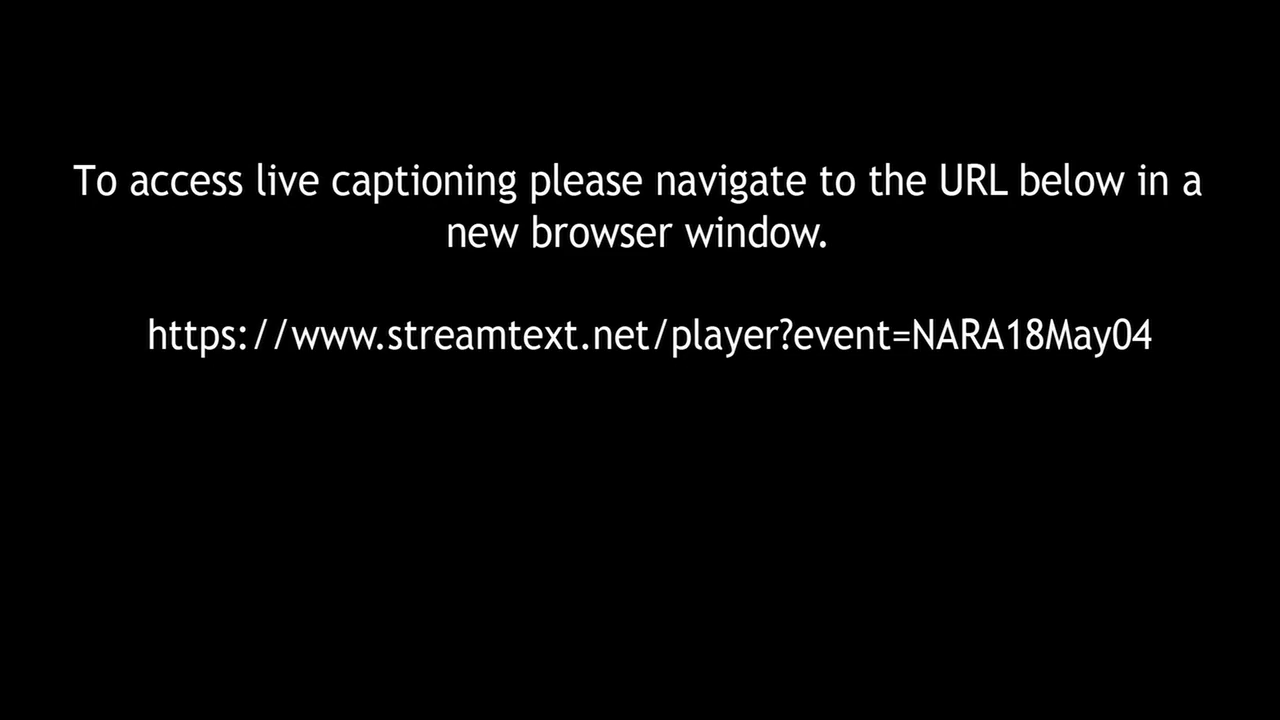 To access live captioning please navigate to the URL below in a
new browser window.
https://www.streamtext.net/player?event=NARA18May04